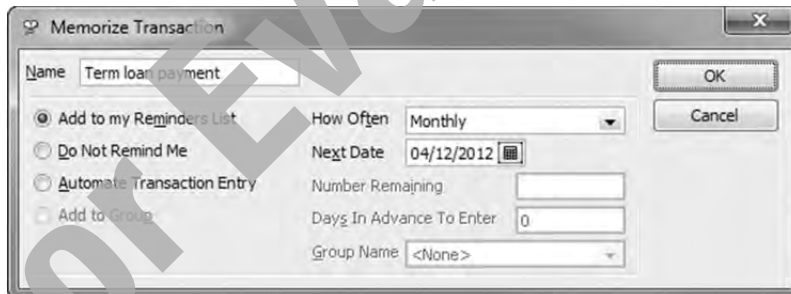 Memorize Transaction
Name Term loan payment
OK
Cancel
Add to my Reminders List
Do Not Remind Me
Automate Transaction Entry
Add to Group
How Often Monthly
Next Date 04/12/2012
Number Remaining
Days In Advance To Enter 0
Group Name <None>
or Eva